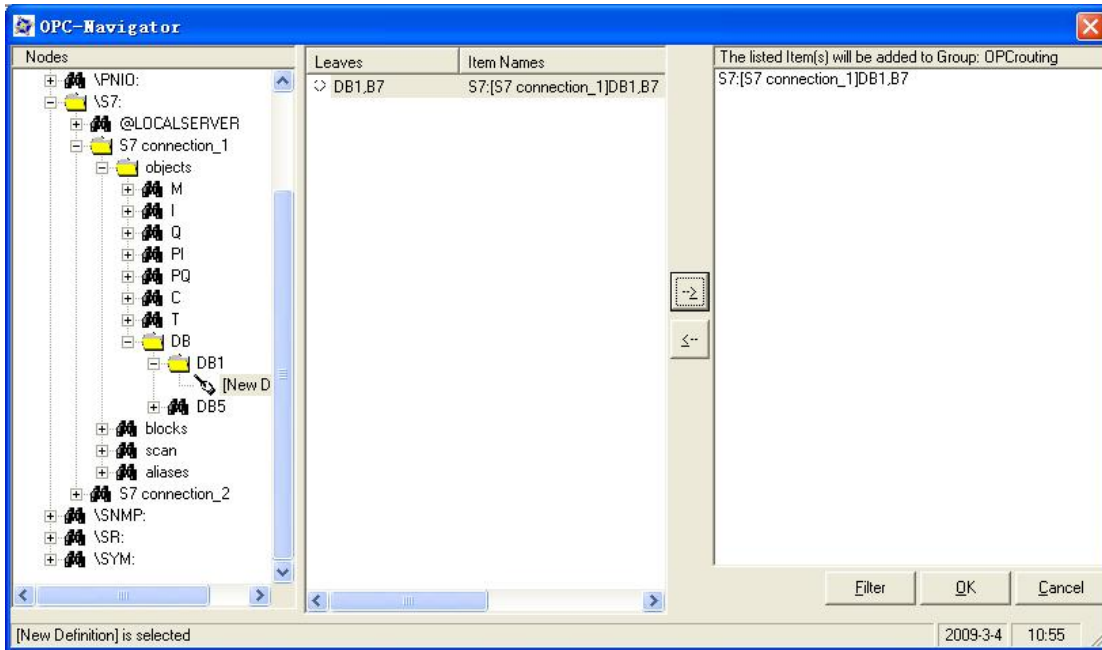 OPC-Navigator
Nodes
\PNIO:
\S7:
@LOCALSERVER
S7 connection_1
objects
M
I
Q
PI
PQ
C
T
DB
DB1
[New D
DB5
blocks
scan
aliases
S7 connection_2
\SNMP:
\SR:
\SYM:
Leaves Item Names
DB1,B7 S7:[S7 connection_1]DB1,B7
-->
<--
The listed Item(s) will be added to Group: OPCrouting
S7:[S7 connection_1]DB1,B7
Filter OK Cancel
[New Definition] is selected 2009-3-4 10:55